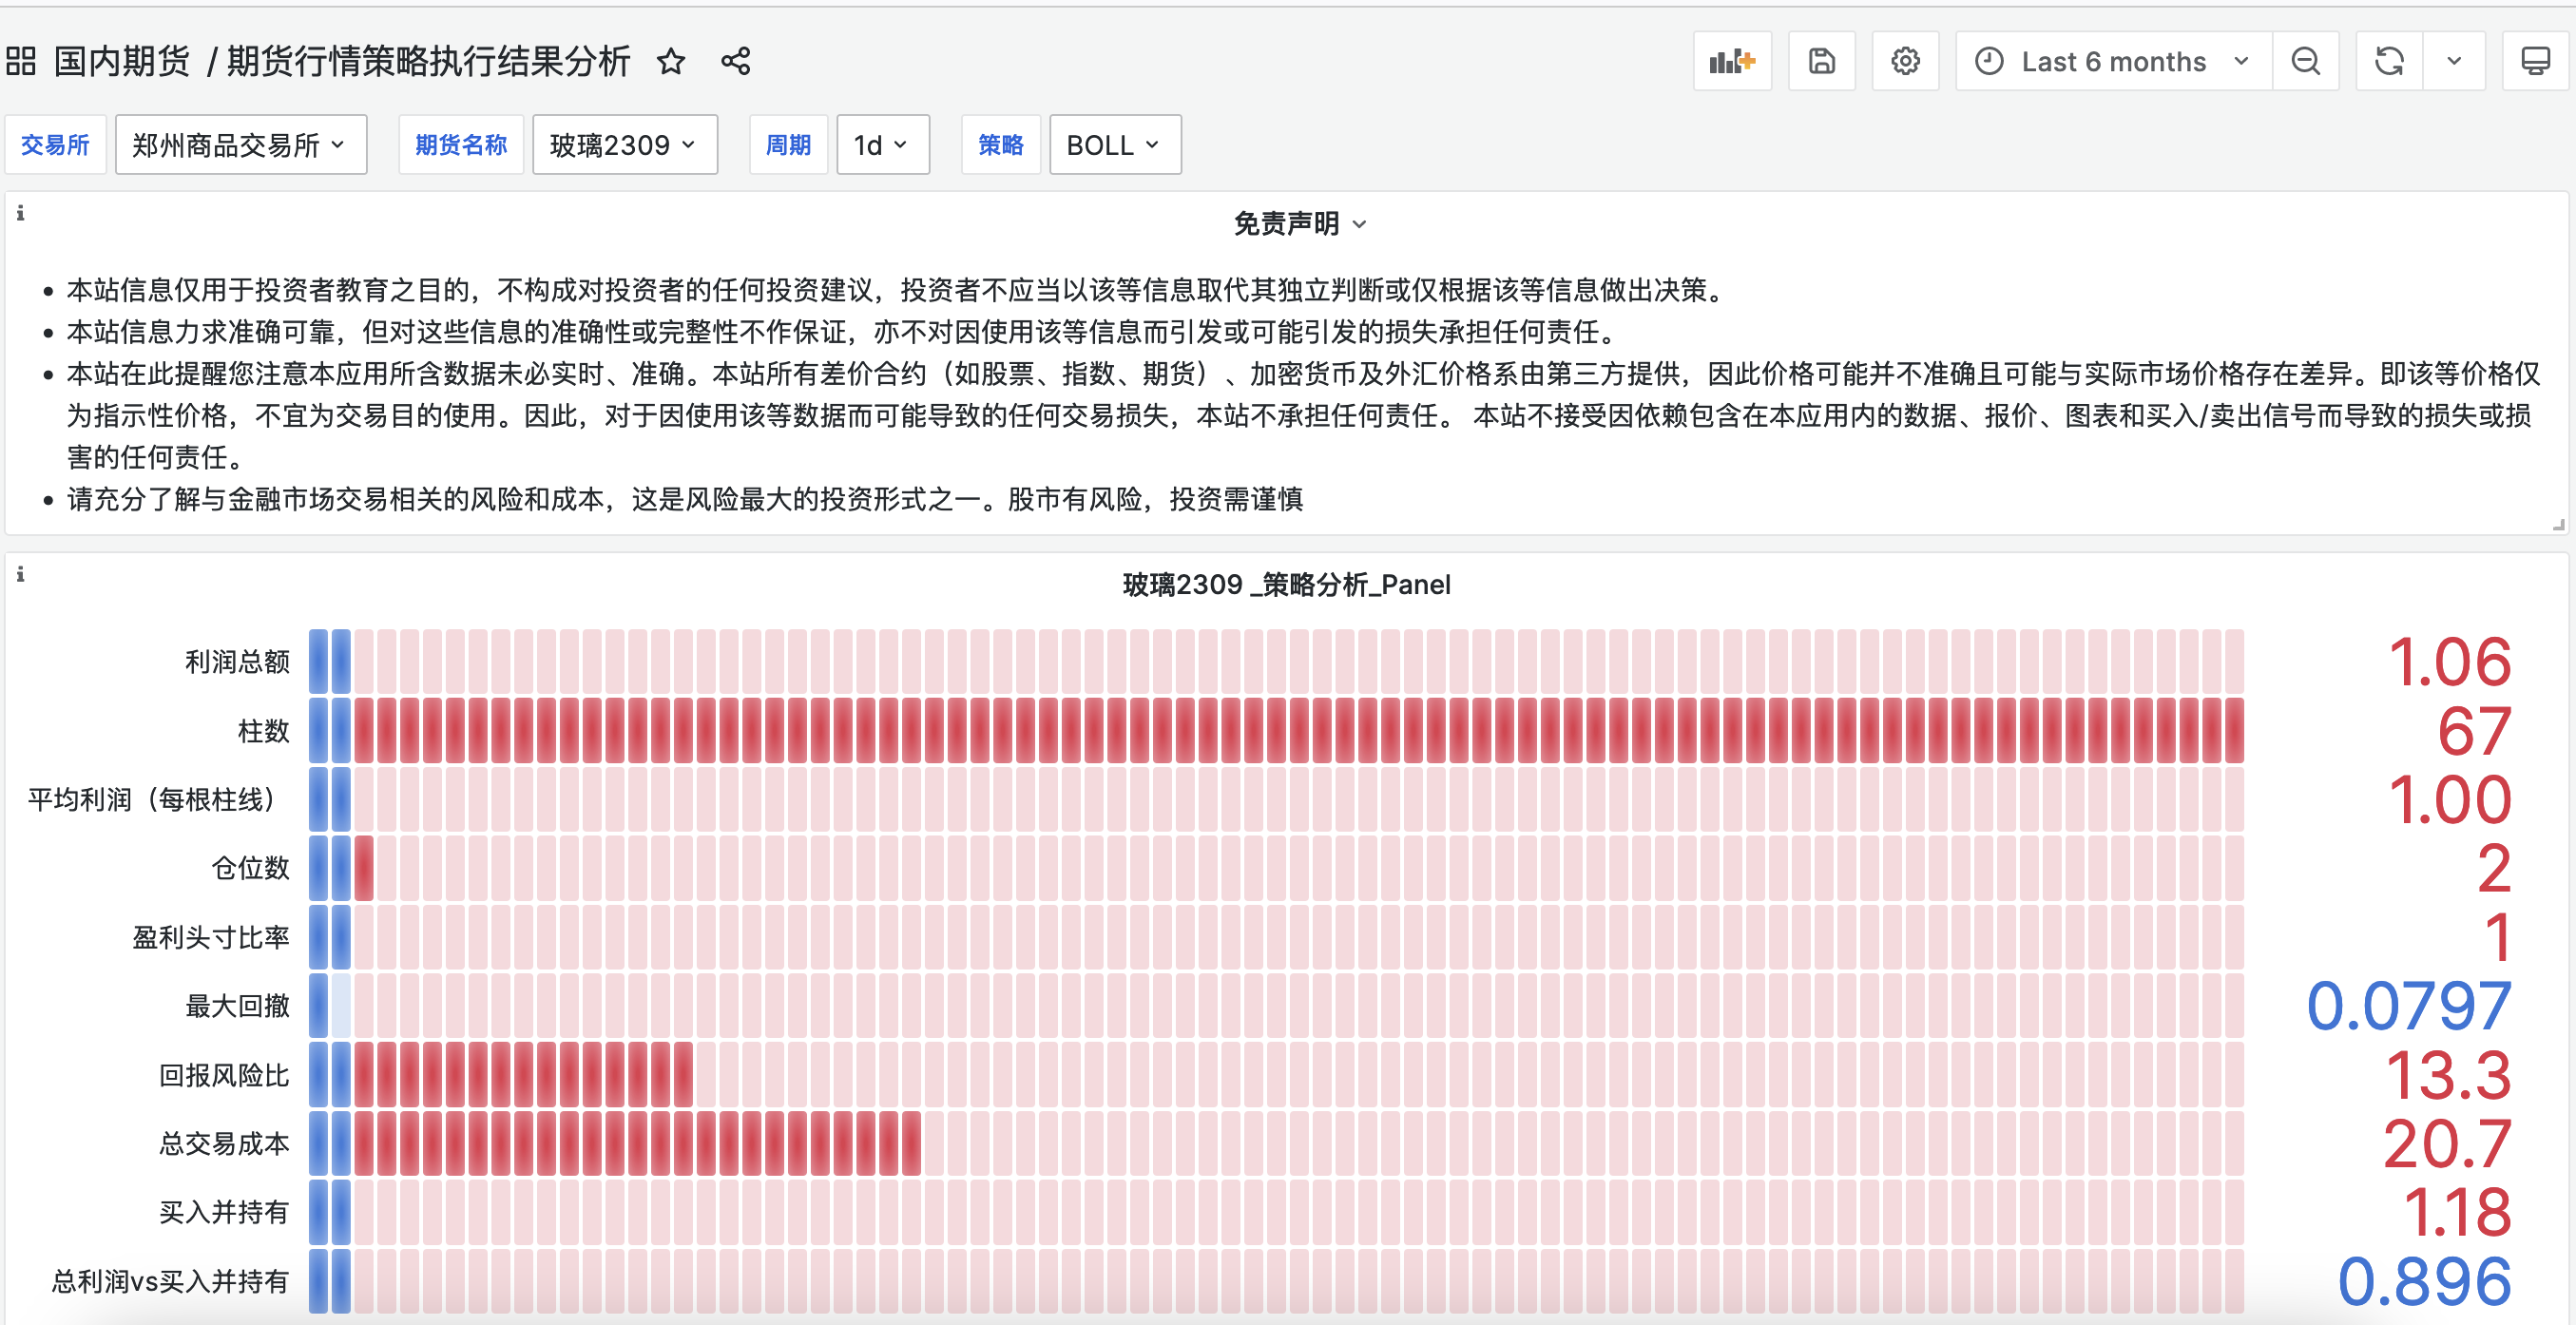 国内期货 / 期货行情策略执行结果分析
Last 6 months
交易所 郑州商品交易所 期货名称 玻璃2309 周期 1d 策略 BOLL
免责声明
本站信息仅用于投资者教育之目的，不构成对投资者的任何投资建议，投资者不应当以该等信息取代其独立判断或仅根据该等信息做出决策。
本站信息力求准确可靠，但对这些信息的准确性或完整性不作保证，亦不对因使用该等信息而引发或可能引发的损失承担任何责任。
本站在此提醒您注意本应用所含数据未必实时、准确。本站所有差价合约（如股票、指数、期货）、加密货币及外汇价格系由第三方提供，因此价格可能并不准确且可能与实际市场价格存在差异。即该等价格仅
为指示性价格，不宜为交易目的使用。因此，对于因使用该等数据而可能导致的任何交易损失，本站不承担任何责任。 本站不接受因依赖包含在本应用内的数据、报价、图表和买入/卖出信号而导致的损失或损
害的任何责任。
请充分了解与金融市场交易相关的风险和成本，这是风险最大的投资形式之一。股市有风险，投资需谨慎
玻璃2309 _策略分析_Panel
利润总额 1.06
柱数 67
平均利润（每根柱线） 1.00
仓位数 2
盈利头寸比率 1
最大回撤 0.0797
回报风险比 13.3
总交易成本 20.7
买入并持有 1.18
总利润vs买入并持有 0.896